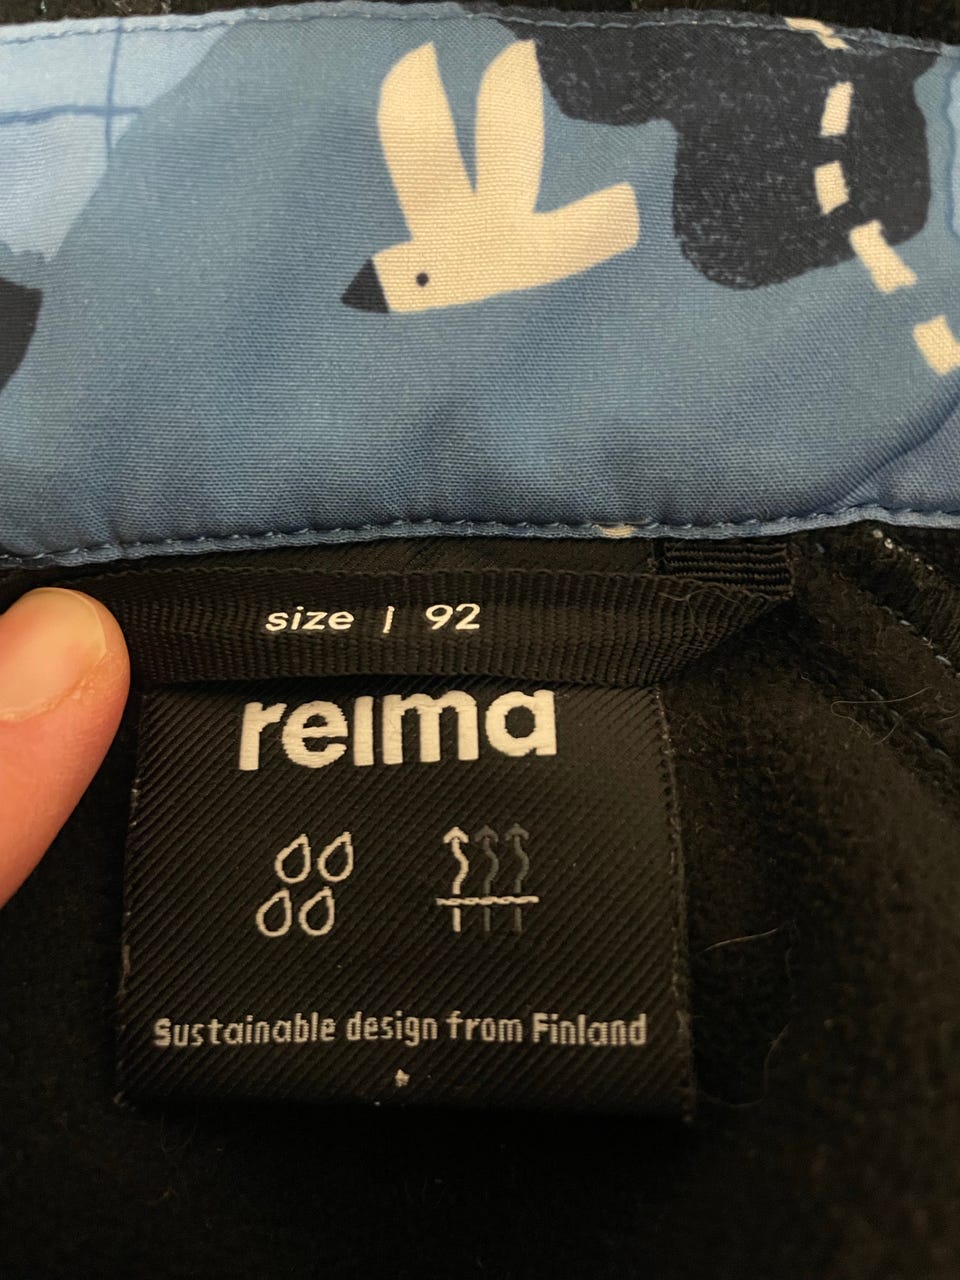 size | 92
reima
Sustainable design from Finland